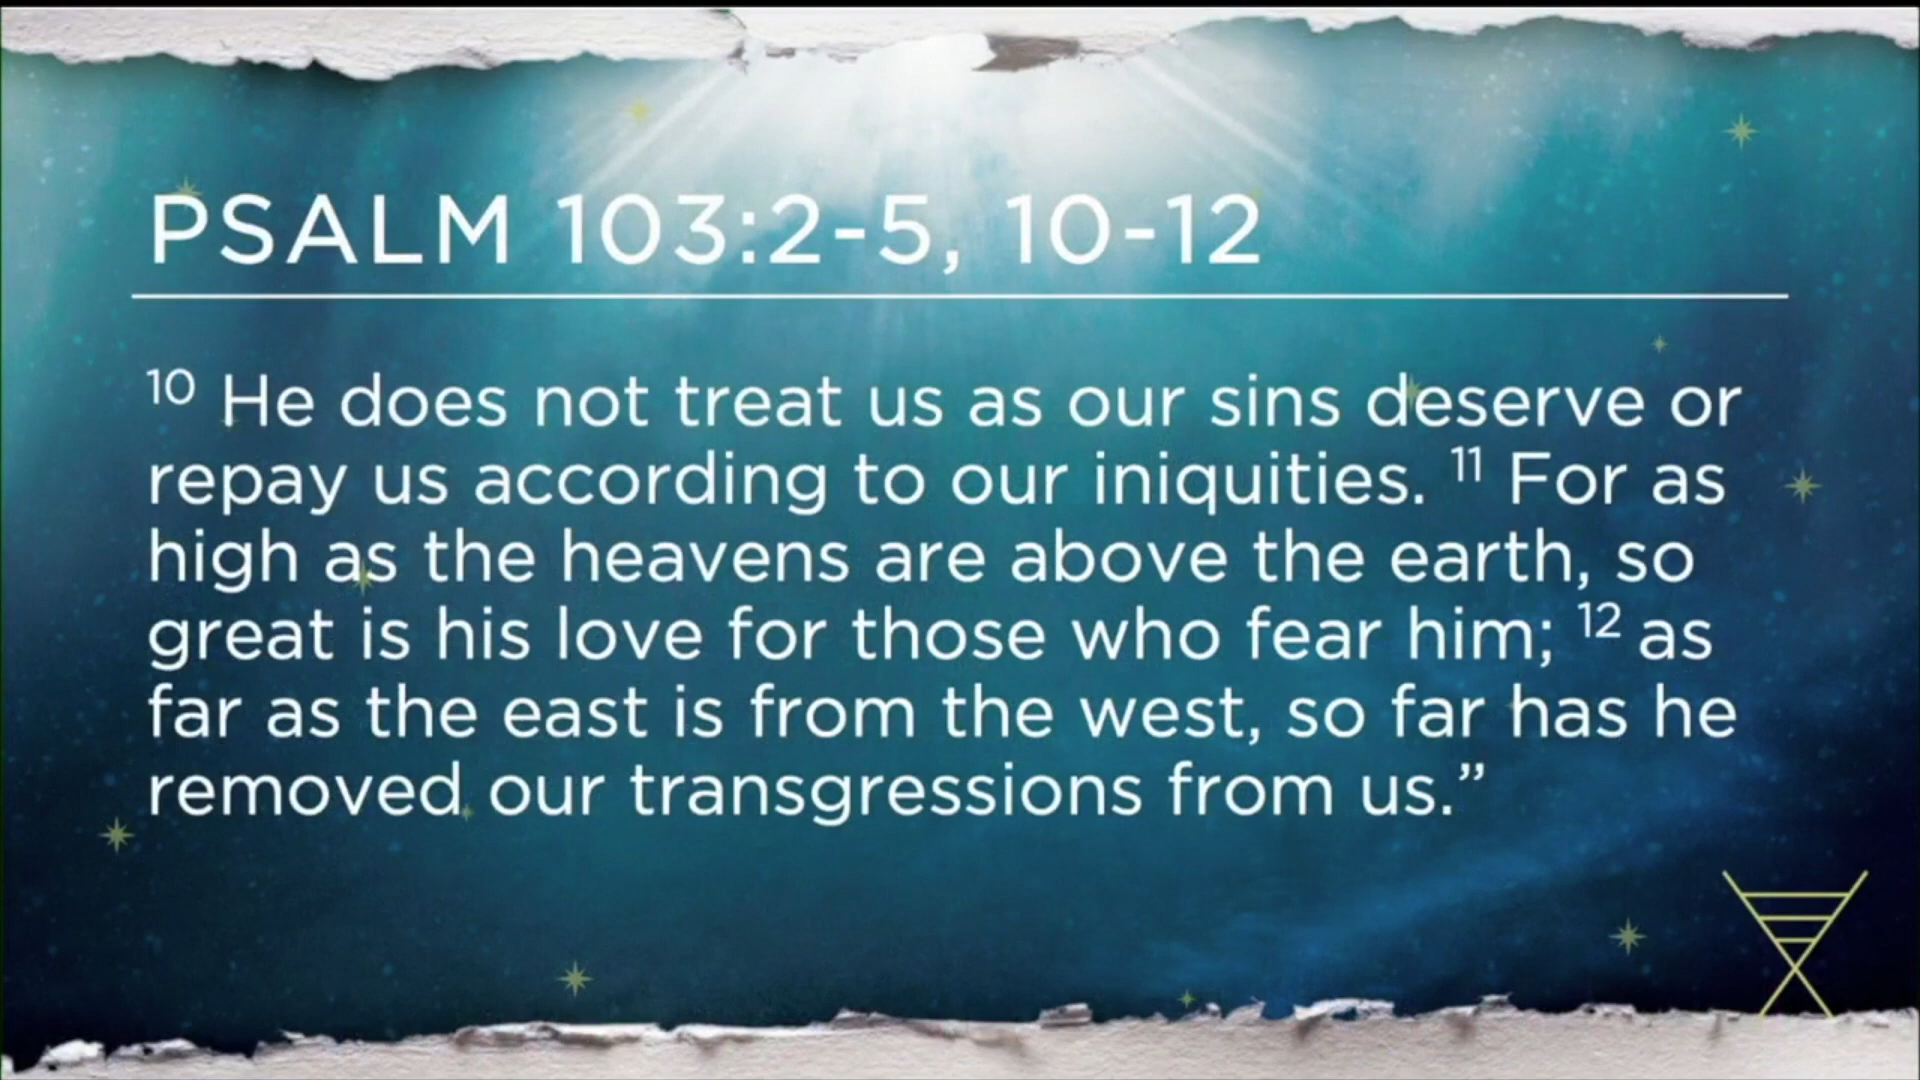 PSALM 103:2-5, 10-12
10 He does not treat us as our sins deserve or
repay us according to our iniquities. 11 For as
high as the heavens are above the earth, so
great is his love for those who fear him; 12 as
far as the east is from the west, so far has he
removed our transgressions from us.”